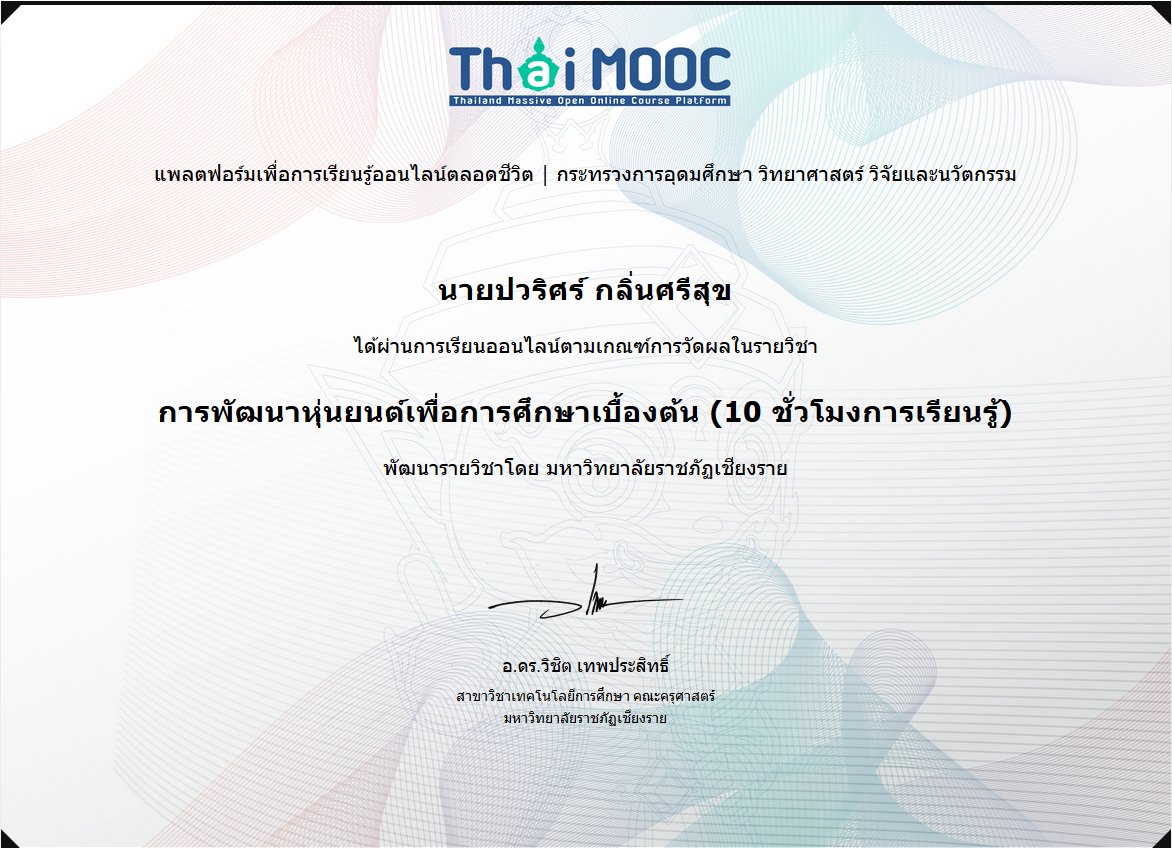 Thai MOOC
Thailand Massive Open Online Course Platform
แพลตฟอร์มเพื่อการเรียนรู้ออนไลน์ตลอดชีวิต | กระทรวงการอุดมศึกษา วิทยาศาสตร์ วิจัยและนวัตกรรม
นายปวริศร์ กลิ่นศรีสุข
ได้ผ่านการเรียนออนไลน์ตามเกณฑ์การวัดผลในรายวิชา
การพัฒนาหุ่นยนต์เพื่อการศึกษาเบื้องต้น (10 ชั่วโมงการเรียนรู้)
พัฒนารายวิชาโดย มหาวิทยาลัยราชภัฏเชียงราย
อ.ดร.วิชิต เทพประสิทธิ์
สาขาวิชาเทคโนโลยีการศึกษา คณะครุศาสตร์
มหาวิทยาลัยราชภัฏเชียงราย